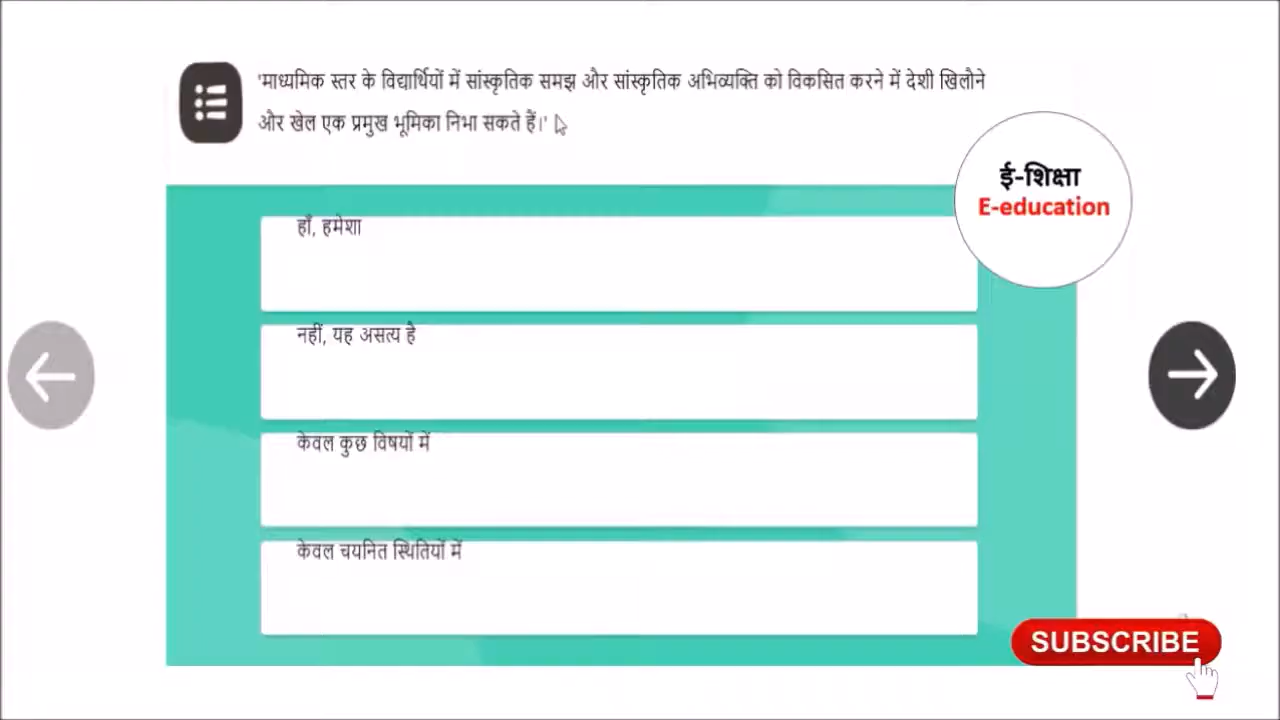 'माध्यमिक स्तर के विद्यार्थियों में सांस्कृतिक समझ और सांस्कृतिक अभिव्यक्ति को विकसित करने में देशी खिलौने
और खेल एक प्रमुख भूमिका निभा सकते हैं।'
ई-शिक्षा
E-education
हाँ, हमेशा
नहीं, यह असत्य है
केवल कुछ विषयों में
केवल चयनित स्थितियों में
SUBSCRIBE